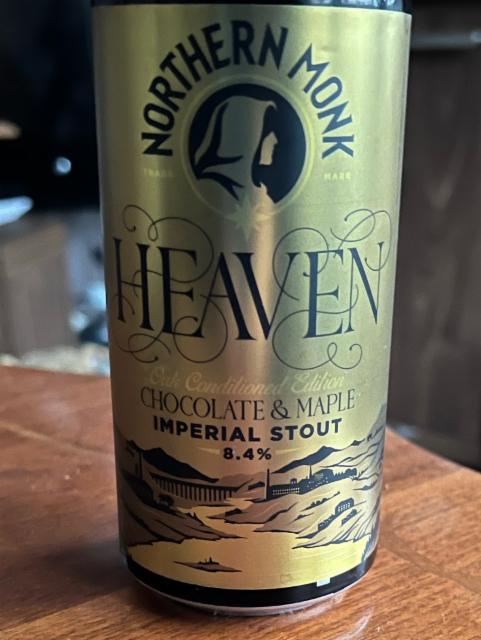 NORTHERN MONK
TRADE MARK
HEAVEN
Oak Conditioned Edition
CHOCOLATE & MAPLE
IMPERIAL STOUT
8.4%